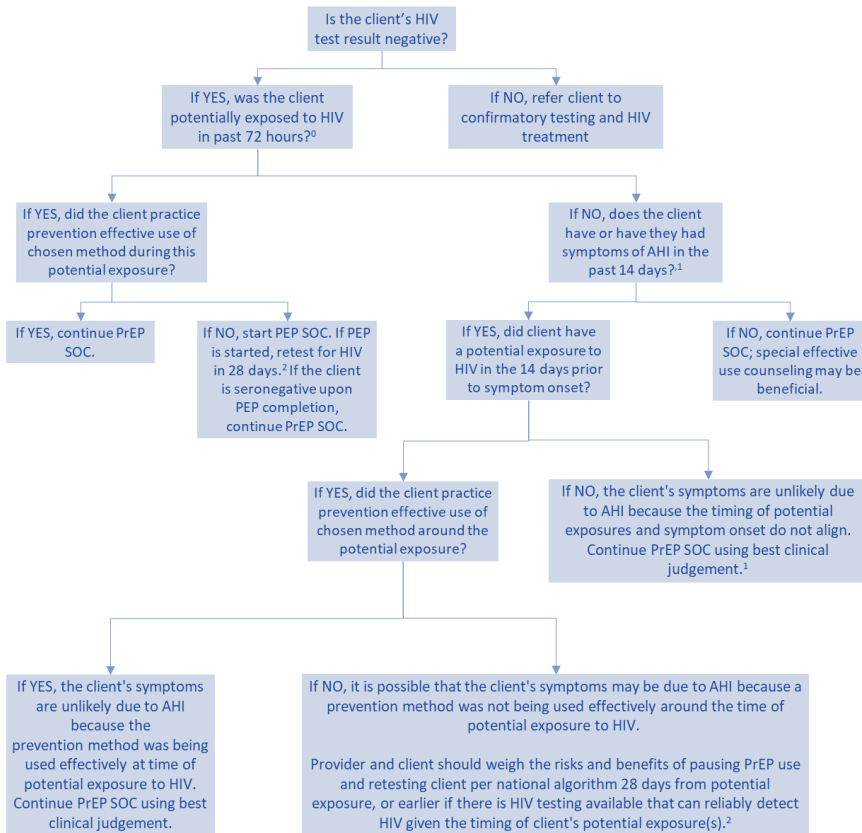 Is the client's HIV
test result negative?
If YES, was the client
potentially exposed to HIV
in past 72 hours?⁰
If NO, refer client to
confirmatory testing and HIV
treatment
If YES, did the client practice
prevention effective use of
chosen method during this
potential exposure?
If NO, does the client
have or have they had
symptoms of AHI in the
past 14 days?,¹
If YES, continue PrEP
SOC.
If NO, start PEP SOC. If PEP
is started, retest for HIV
in 28 days.² If the client
is seronegative upon
PEP completion,
continue PrEP SOC.
If YES, did client have
a potential exposure to
HIV in the 14 days prior
to symptom onset?
If NO, continue PrEP
SOC; special effective
use counseling may be
beneficial.
If YES, did the client practice
prevention effective use of
chosen method around the
potential exposure?
If NO, the client's symptoms are unlikely due
to AHI because the timing of potential
exposures and symptom onset do not align.
Continue PrEP SOC using best clinical
judgement.¹
If YES, the client's symptoms
are unlikely due to AHI
because the
prevention method was being
used effectively at time of
potential exposure to HIV.
Continue PrEP SOC using best
clinical judgement.
If NO, it is possible that the client's symptoms may be due to AHI because a
prevention method was not being used effectively around the time of
potential exposure to HIV.
Provider and client should weigh the risks and benefits of pausing PrEP use
and retesting client per national algorithm 28 days from potential
exposure, or earlier if there is HIV testing available that can reliably detect
HIV given the timing of client's potential exposure(s).²